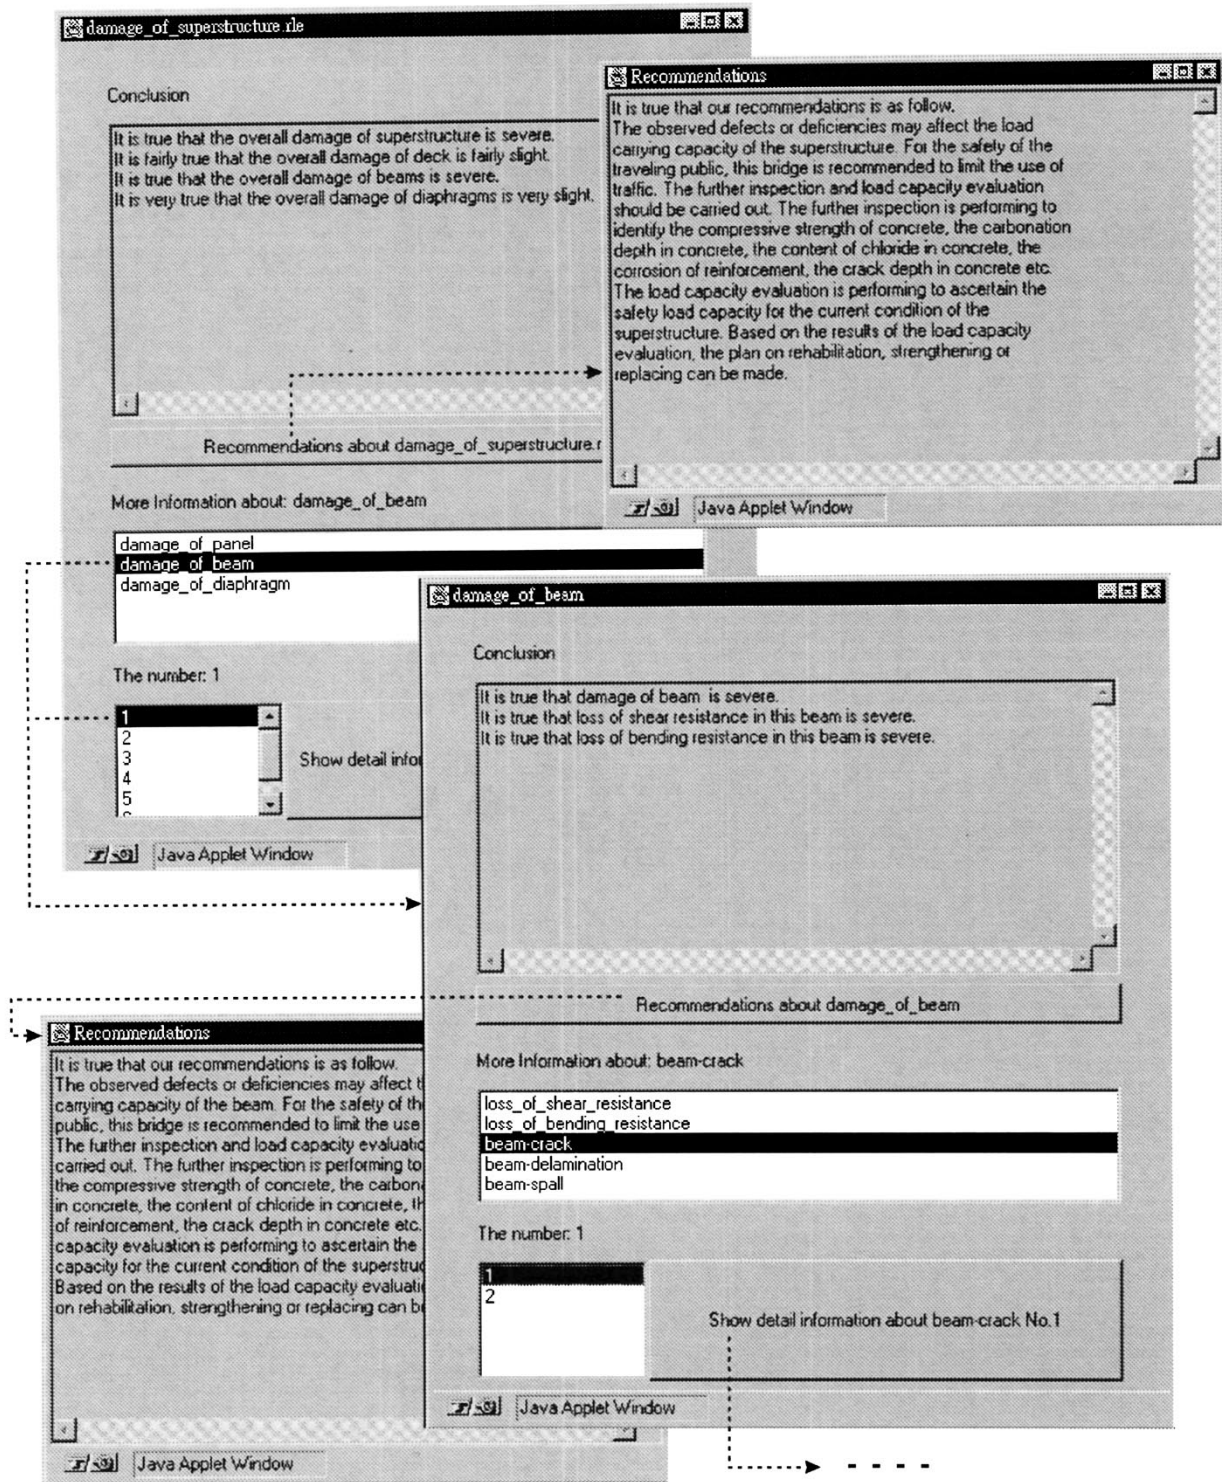 damage_of_superstructure.rle
Conclusion
It is true that the overall damage of superstructure is severe.
It is fairly true that the overall damage of deck is fairly slight.
It is true that the overall damage of beams is severe.
It is very true that the overall damage of diaphragms is very slight.
Recommendations about damage_of_superstructure.r
More Information about: damage_of_beam
damage_of_panel
damage_of_beam
damage_of_diaphragm
The number: 1
1
2
3
4
5
Show detail infor
Java Applet Window
Recommendations
It is true that our recommendations is as follow.
The observed defects or deficiencies may affect the load
carrying capacity of the superstructure. For the safety of the
traveling public, this bridge is recommended to limit the use of
traffic. The further inspection and load capacity evaluation
should be carried out. The further inspection is performing to
identify the compressive strength of concrete, the carbonation
depth in concrete, the content of chloride in concrete, the
corrosion of reinforcement, the crack depth in concrete etc.
The load capacity evaluation is performing to ascertain the
safety load capacity for the current condition of the
superstructure. Based on the results of the load capacity
evaluation, the plan on rehabilitation, strengthening or
replacing can be made.
Java Applet Window
damage_of_beam
Conclusion
It is true that damage of beam is severe.
It is true that loss of shear resistance in this beam is severe.
It is true that loss of bending resistance in this beam is severe.
Recommendations about damage_of_beam
More Information about: beam-crack
loss_of_shear_resistance
loss_of_bending_resistance
beam-crack
beam-delamination
beam-spall
The number: 1
1
2
Show detail information about beam-crack No.1
Java Applet Window
Recommendations
It is true that our recommendations is as follow.
The observed defects or deficiencies may affect t
carrying capacity of the beam. For the safety of th
public, this bridge is recommended to limit the use
The further inspection and load capacity evaluatio
carried out. The further inspection is performing to
the compressive strength of concrete, the carbona
in concrete, the content of chloride in concrete, th
of reinforcement, the crack depth in concrete etc.
capacity evaluation is performing to ascertain the
capacity for the current condition of the superstruc
Based on the results of the load capacity evaluati
on rehabilitation, strengthening or replacing can b
Java Applet Window